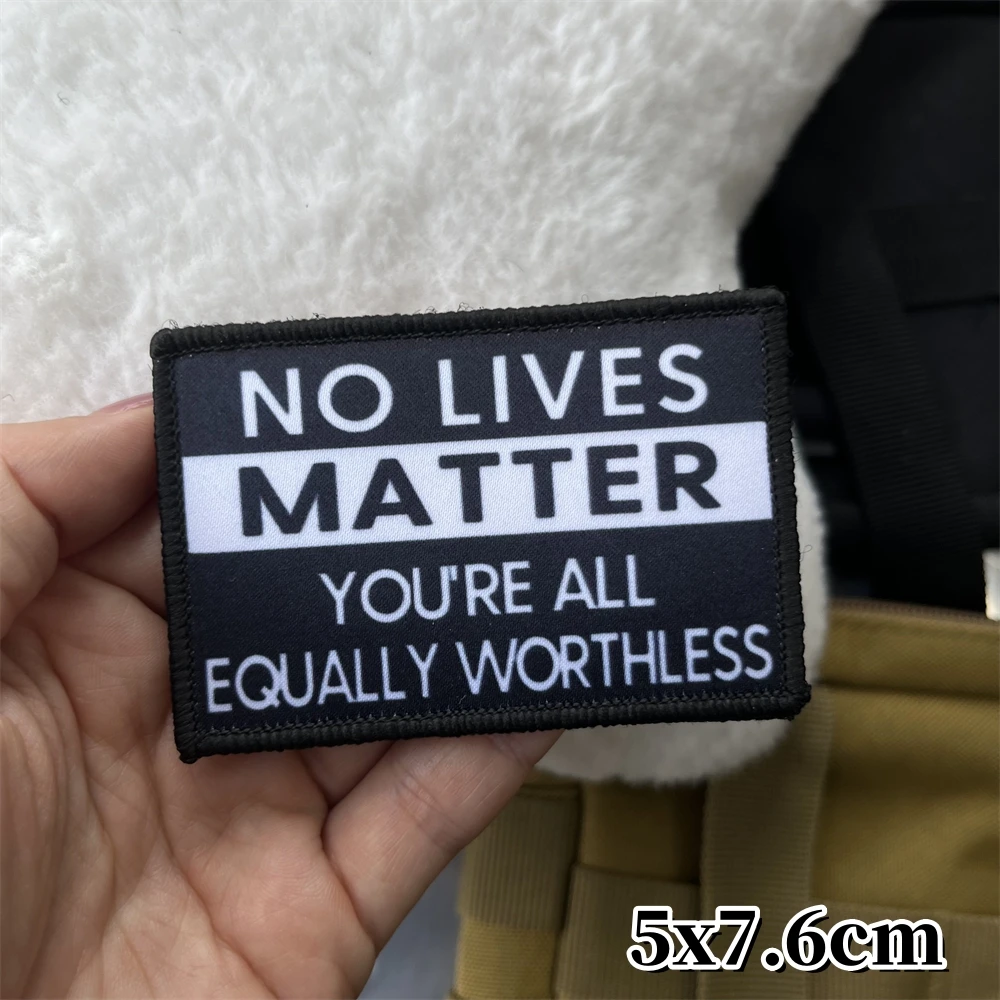 NO LIVES
MATTER
YOU'RE ALL
EQUALLY WORTHLESS
5x7.6cm